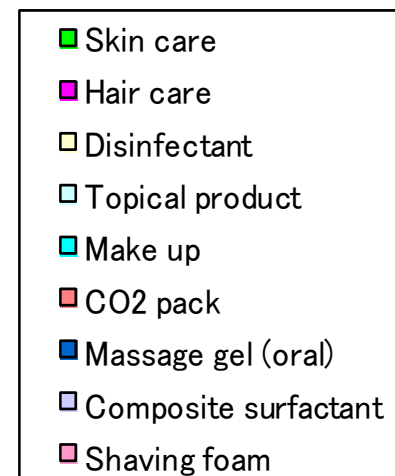 Skin care
Hair care
Disinfectant
Topical product
Make up
CO2 pack
Massage gel (oral)
Composite surfactant
Shaving foam